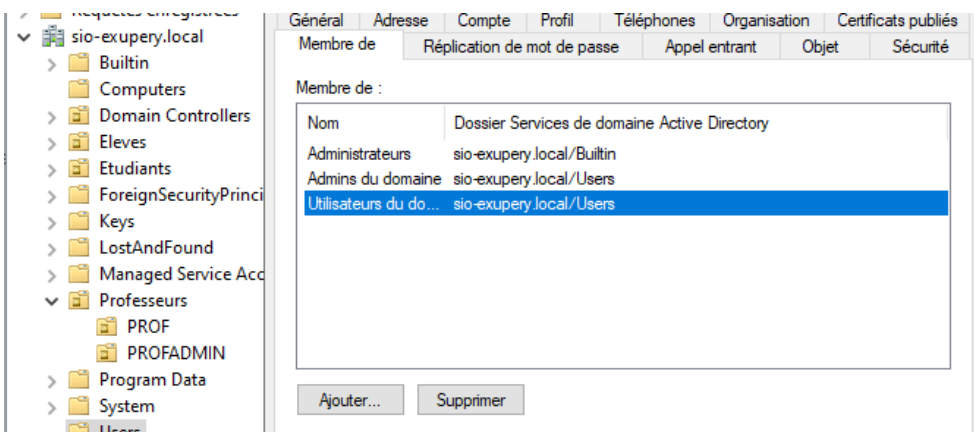 Requêtes enregistrées
sio-exupery.local
Builtin
Computers
Domain Controllers
Eleves
Etudiants
ForeignSecurityPrinci
Keys
LostAndFound
Managed Service Acc
Professeurs
PROF
PROFADMIN
Program Data
System
Users
Général Adresse Compte Profil Téléphones Organisation Certificats publiés
Membre de Réplication de mot de passe Appel entrant Objet Sécurité
Membre de :
Nom Dossier Services de domaine Active Directory
Administrateurs sio-exupery.local/Builtin
Admins du domaine sio-exupery.local/Users
Utilisateurs du do... sio-exupery.local/Users
Ajouter... Supprimer